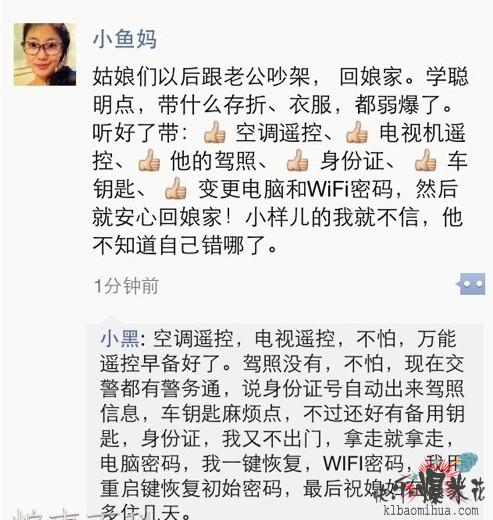 小鱼妈
姑娘们以后跟老公吵架，回娘家。学聪
明点，带什么存折、衣服，都弱爆了。
听好了带：👍 空调遥控、👍 电视机遥
控、👍 他的驾照、👍 身份证、👍 车
钥匙、👍 变更电脑和WiFi密码，然后
就安心回娘家！小样儿的我就不信，他
不知道自己错哪了。
1分钟前
小黑: 空调遥控，电视遥控，不怕，万能
遥控早备好了。驾照没有，不怕，现在交
警都有警务通，说身份证号自动出来驾照
信息，车钥匙麻烦点，不过还好有备用钥
匙，身份证，我又不出门，拿走就拿走，
电脑密码，我一键恢复，WIFI密码，我用
重启键恢复初始密码，最后祝媳妇
多住几天。
爆米花
klbaomihua.com